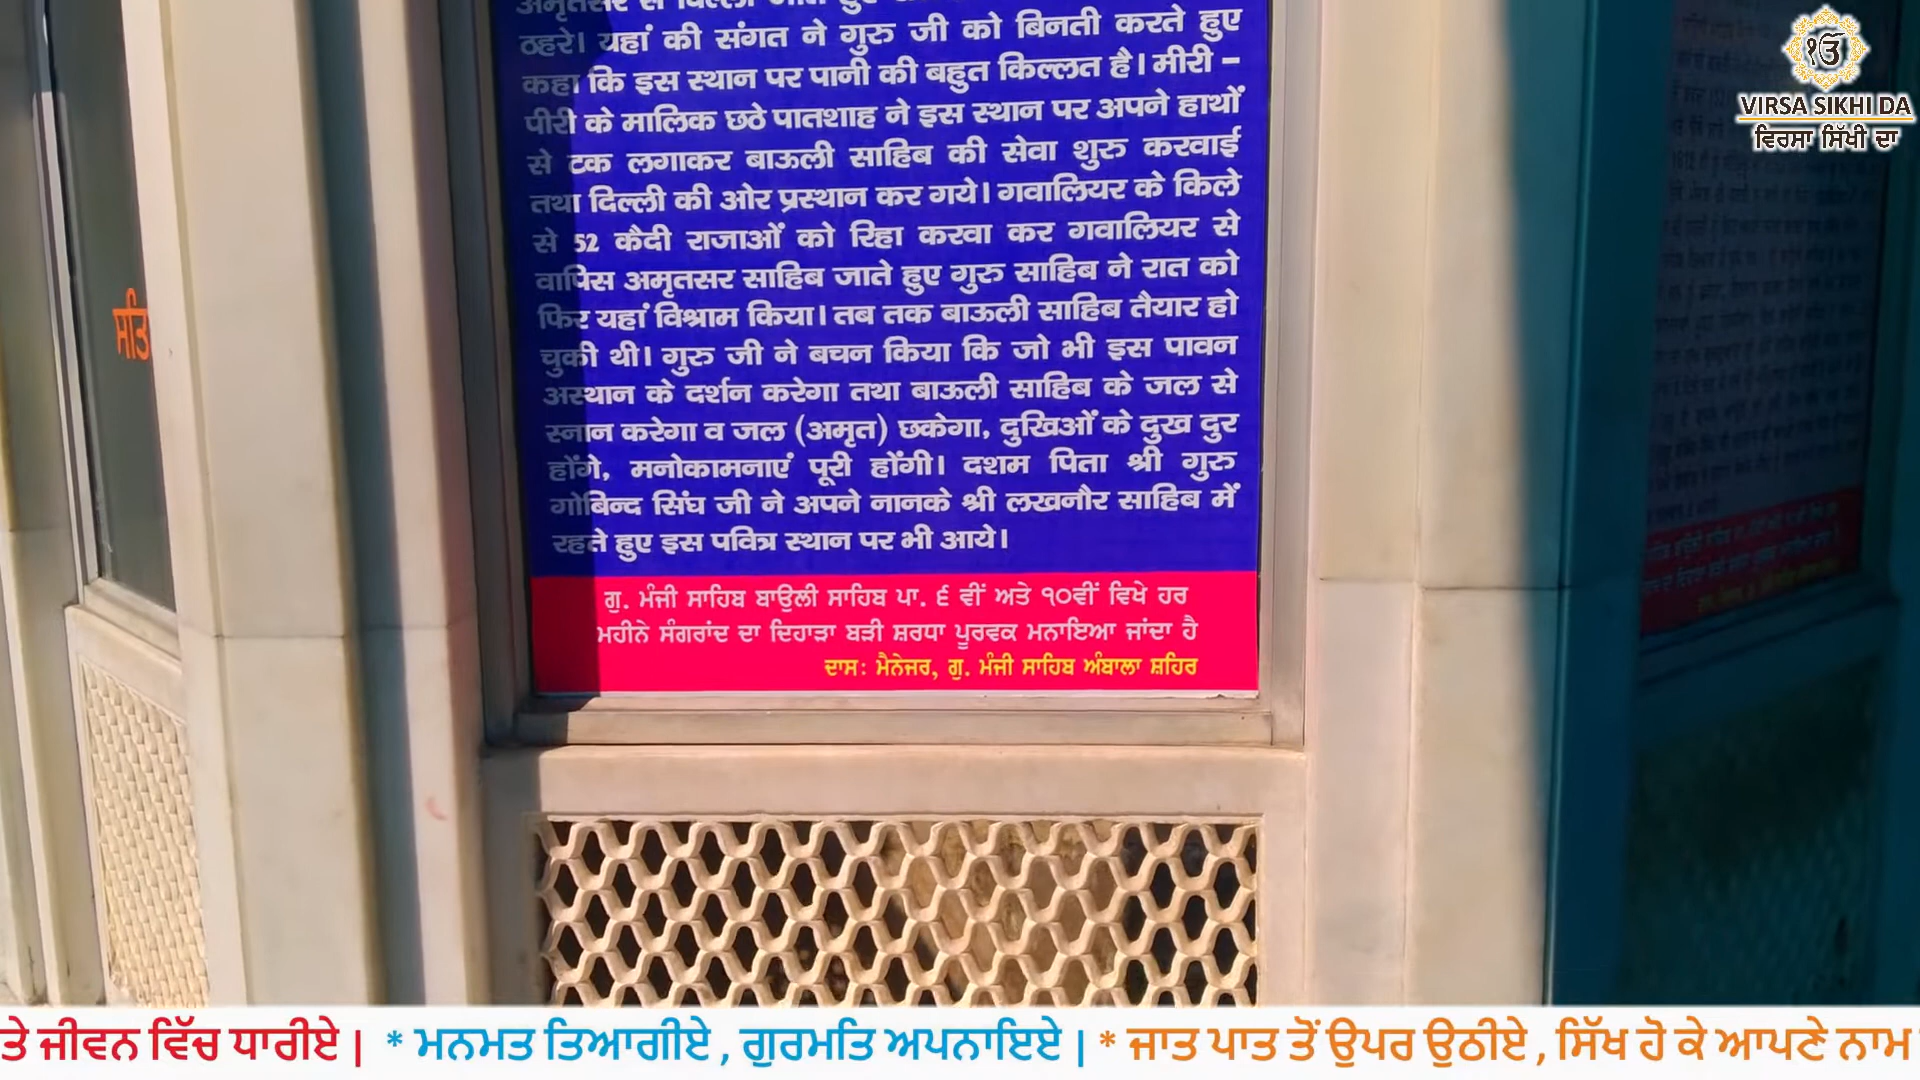 अमृतसर से दिल्ली जाते हुए
ठहरे। यहां की संगत ने गुरु जी को बिनती करते हुए
कहा कि इस स्थान पर पानी की बहुत किल्लत है। मीरी –
पीरी के मालिक छठे पातशाह ने इस स्थान पर अपने हाथों
से टक लगाकर बाऊली साहिब की सेवा शुरु करवाई
तथा दिल्ली की ओर प्रस्थान कर गये। गवालियर के किले
से 52 कैदी राजाओं को रिहा करवा कर गवालियर से
वापिस अमृतसर साहिब जाते हुए गुरु साहिब ने रात को
फिर यहां विश्राम किया। तब तक बाऊली साहिब तैयार हो
चुकी थी। गुरु जी ने बचन किया कि जो भी इस पावन
अस्थान के दर्शन करेगा तथा बाऊली साहिब के जल से
स्नान करेगा व जल (अमृत) छकेगा, दुखिओं के दुख दुर
होंगे, मनोकामनाएं पूरी होंगी। दशम पिता श्री गुरु
गोबिन्द सिंघ जी ने अपने नानके श्री लखनौर साहिब में
रहते हुए इस पवित्र स्थान पर भी आये।
ਗੁ. ਮੰਜੀ ਸਾਹਿਬ ਬਾਉਲੀ ਸਾਹਿਬ ਪਾ. ੬ ਵੀਂ ਅਤੇ ੧੦ਵੀਂ ਵਿਖੇ ਹਰ
ਮਹੀਨੇ ਸੰਗਰਾਂਦ ਦਾ ਦਿਹਾੜਾ ਬੜੀ ਸ਼ਰਧਾ ਪੂਰਵਕ ਮਨਾਇਆ ਜਾਂਦਾ ਹੈ
ਦਾਸ: ਮੈਨੇਜਰ, ਗੁ. ਮੰਜੀ ਸਾਹਿਬ ਅੰਬਾਲਾ ਸ਼ਹਿਰ
ਸਤਿ
ੴ
VIRSA SIKHI DA
ਵਿਰਸਾ ਸਿੱਖੀ ਦਾ
ਤੇ ਜੀਵਨ ਵਿੱਚ ਧਾਰੀਏ | * ਮਨਮਤ ਤਿਆਗੀਏ , ਗੁਰਮਤਿ ਅਪਨਾਇਏ | * ਜਾਤ ਪਾਤ ਤੋਂ ਉਪਰ ਉਠੀਏ , ਸਿੱਖ ਹੋ ਕੇ ਆਪਣੇ ਨਾਮ